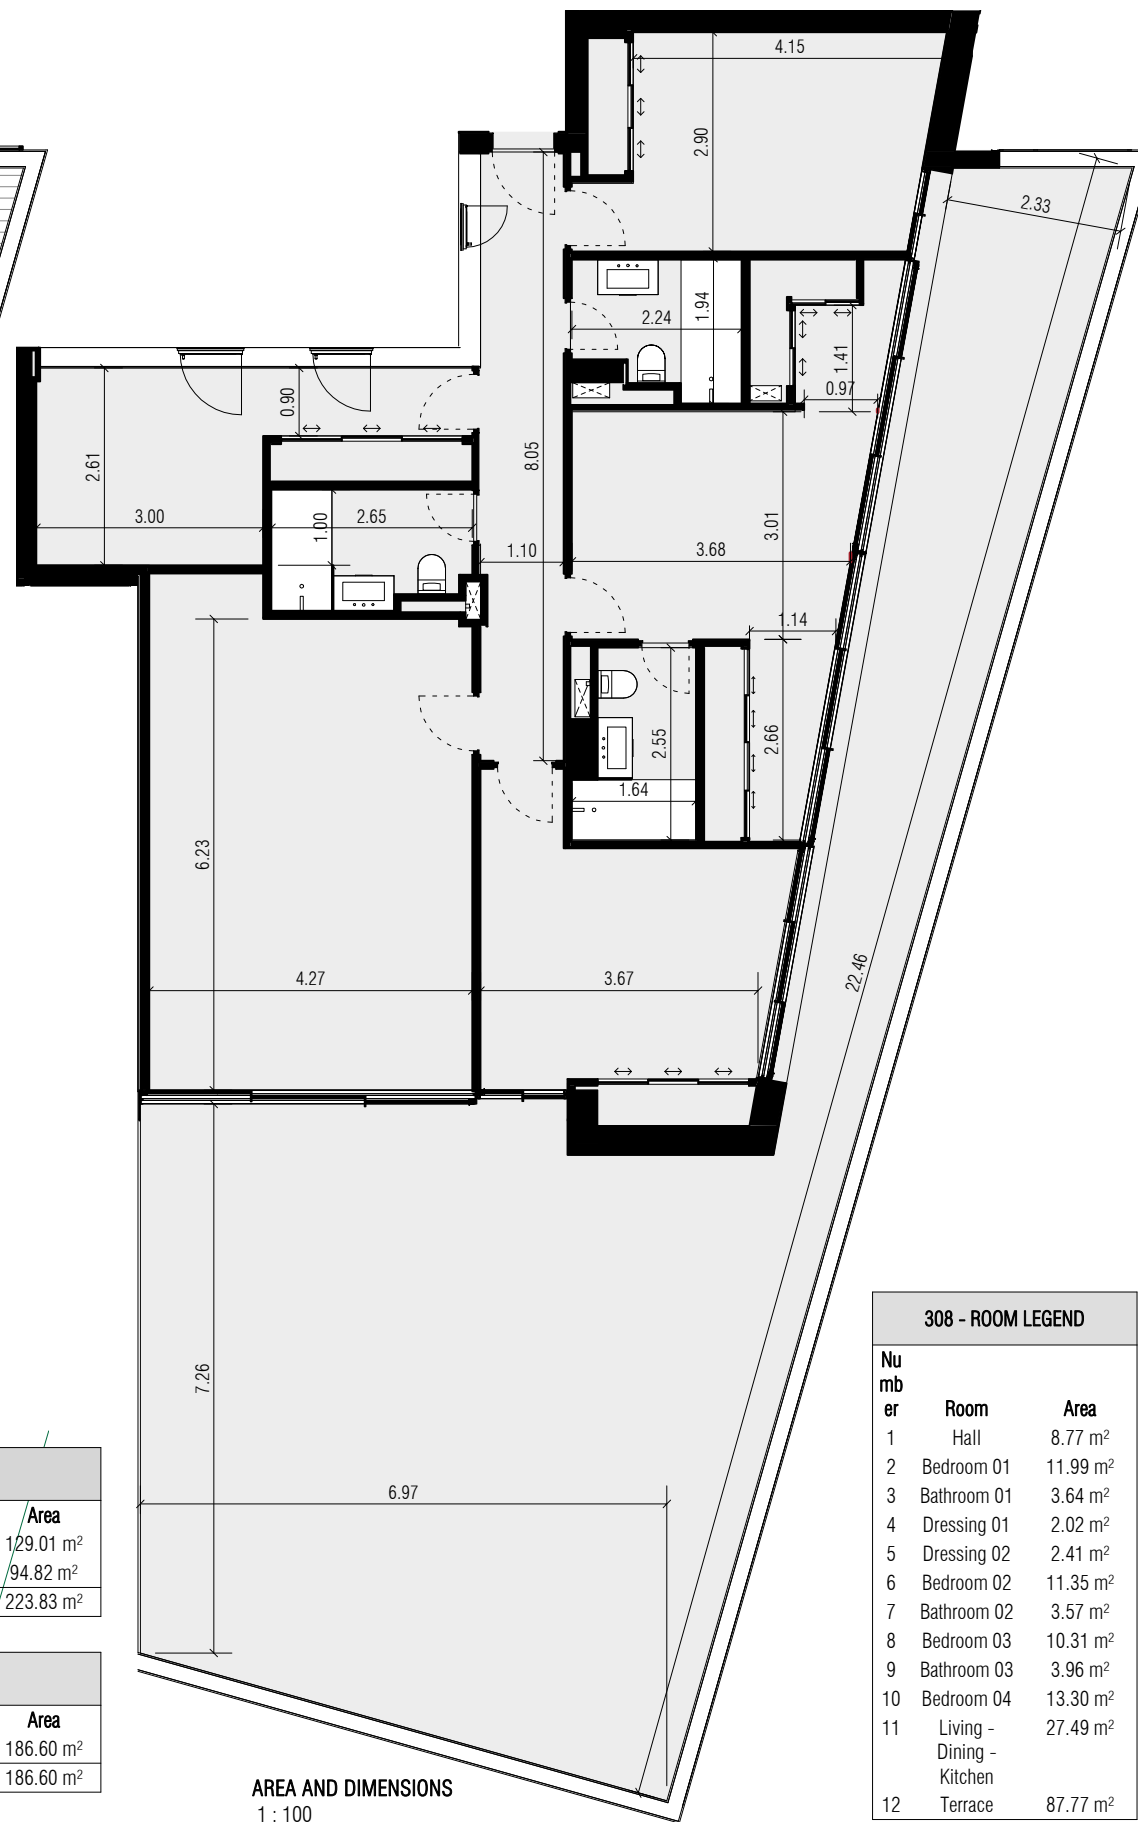 4.15
2.90
2.33
2.24
1.94
1.41
0.97
0.90
8.05
2.61
3.00
1.00
2.65
1.10
3.68
3.01
1.14
2.55
2.66
1.64
6.23
4.27
3.67
22.46
7.26
6.97
308 - ROOM LEGEND
Nu
mb
er Room Area
1 Hall 8.77 m²
2 Bedroom 01 11.99 m²
3 Bathroom 01 3.64 m²
4 Dressing 01 2.02 m²
5 Dressing 02 2.41 m²
6 Bedroom 02 11.35 m²
7 Bathroom 02 3.57 m²
8 Bedroom 03 10.31 m²
9 Bathroom 03 3.96 m²
10 Bedroom 04 13.30 m²
11 Living - 27.49 m²
Dining -
Kitchen
12 Terrace 87.77 m²
Area
129.01 m²
94.82 m²
223.83 m²
Area
186.60 m²
186.60 m²
AREA AND DIMENSIONS
1 : 100